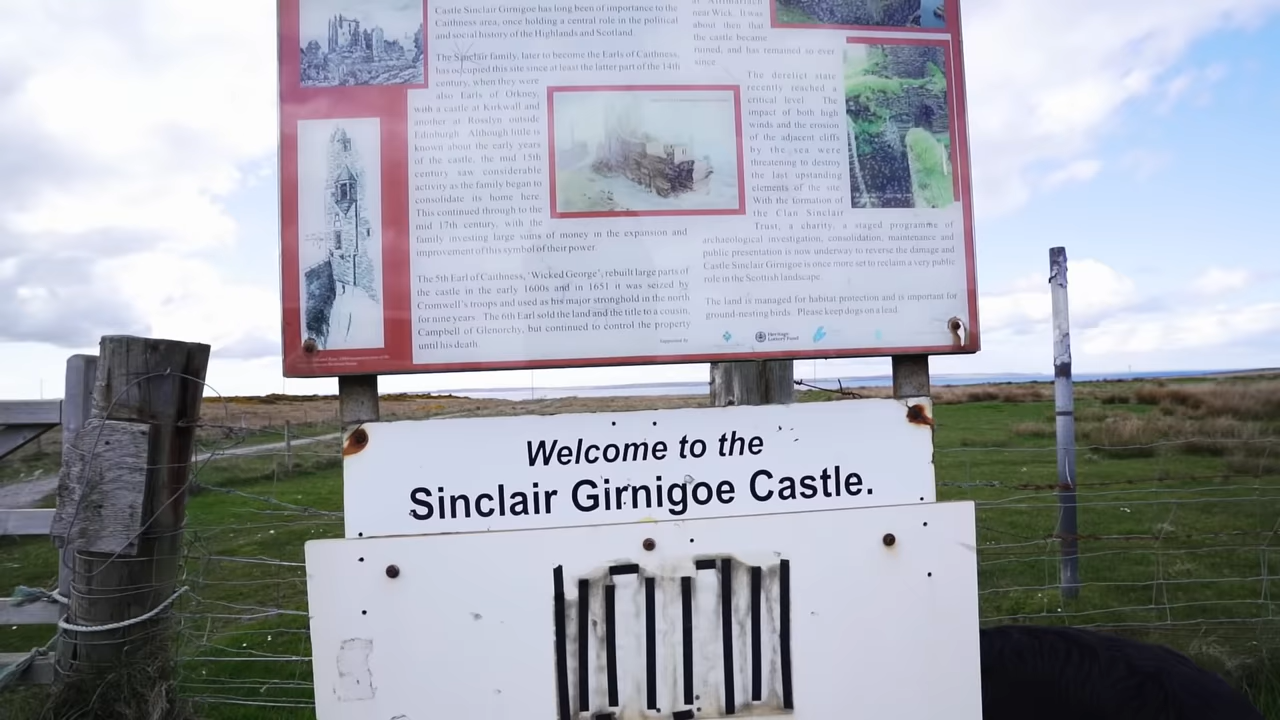 Castle Sinclair Girnigoe has long been of importance to the
Caithness area, once holding a central role in the political
and social history of the Highlands and Scotland.
The Sinclair family, later to become the Earls of Caithness,
has occupied this site since at least the latter part of the 14th
century, when they were
also Earls of Orkney,
with a castle at Kirkwall and
another at Rosslyn outside
Edinburgh. Although little is
known about the early years
of the castle, the mid 15th
century saw considerable
activity as the family began to
consolidate its home here.
This continued through to the
mid 17th century, with the
family investing large sums of money in the expansion and
improvement of this symbol of their power.
The 5th Earl of Caithness, 'Wicked George', rebuilt large parts of
the castle in the early 1600s and in 1651 it was seized by
Cromwell's troops and used as his major stronghold in the north
for nine years. The 6th Earl sold the land and the title to a cousin,
Campbell of Glenorchy, but continued to control the property
until his death.
at Altimarlach
near Wick. It was
about then that
the castle became
ruined, and has remained so ever
since
The derelict state
recently reached a
critical level. The
impact of both high
winds and the erosion
of the adjacent cliffs
by the sea were
threatening to destroy
the last upstanding
elements of the site.
With the formation of
the Clan Sinclair
Trust, a charity, a staged programme of
archaeological investigation, consolidation, maintenance and
public presentation is now underway to reverse the damage and
Castle Sinclair Girnigoe is once more set to reclaim a very public
role in the Scottish landscape.
The land is managed for habitat protection and is important for
ground-nesting birds. Please keep dogs on a lead.
Supported by
Heritage
Lottery Fund
Welcome to the
Sinclair Girnigoe Castle.